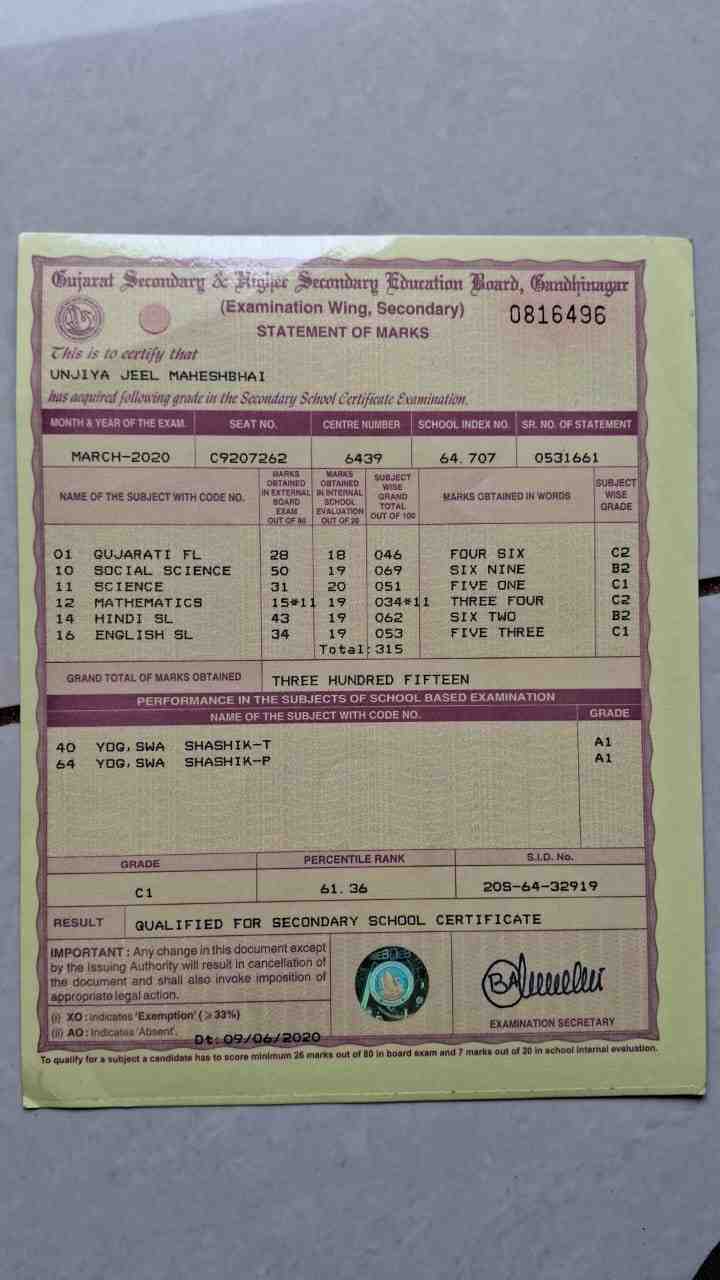 Gujarat Secondary & Higher Secondary Education Board, Gandhinagar
(Examination Wing, Secondary)
0816496
STATEMENT OF MARKS
This is to certify that
UNJIYA JEEL MAHESHBHAI
has acquired following grade in the Secondary School Certificate Examination.
MONTH & YEAR OF THE EXAM. SEAT NO. CENTRE NUMBER SCHOOL INDEX NO. SR. NO. OF STATEMENT
MARCH-2020 C9207262 6439 64.707 0531661
NAME OF THE SUBJECT WITH CODE NO. MARKS OBTAINED IN EXTERNAL BOARD EXAM OUT OF 80 MARKS OBTAINED IN INTERNAL SCHOOL EVALUATION OUT OF 20 SUBJECT WISE GRAND TOTAL OUT OF 100 MARKS OBTAINED IN WORDS SUBJECT WISE GRADE
01 GUJARATI FL 28 18 046 FOUR SIX C2
10 SOCIAL SCIENCE 50 19 069 SIX NINE B2
11 SCIENCE 31 20 051 FIVE ONE C1
12 MATHEMATICS 15*11 19 034*11 THREE FOUR C2
14 HINDI SL 43 19 062 SIX TWO B2
16 ENGLISH SL 34 19 053 FIVE THREE C1
Total:315
GRAND TOTAL OF MARKS OBTAINED THREE HUNDRED FIFTEEN
PERFORMANCE IN THE SUBJECTS OF SCHOOL BASED EXAMINATION
NAME OF THE SUBJECT WITH CODE NO. GRADE
40 YOG,SWA SHASHIK-T A1
64 YOG,SWA SHASHIK-P A1
GRADE PERCENTILE RANK S.I.D. No.
C1 61.36 20S-64-32919
RESULT QUALIFIED FOR SECONDARY SCHOOL CERTIFICATE
IMPORTANT : Any change in this document except
by the Issuing Authority will result in cancellation of
the document and shall also invoke imposition of
appropriate legal action.
(i) XO : indicates 'Exemption' (≥33%)
(ii) AO : Indicates 'Absent'.
Dt:09/06/2020
EXAMINATION SECRETARY
To qualify for a subject a candidate has to score minimum 26 marks out of 80 in board exam and 7 marks out of 20 in school internal evaluation.